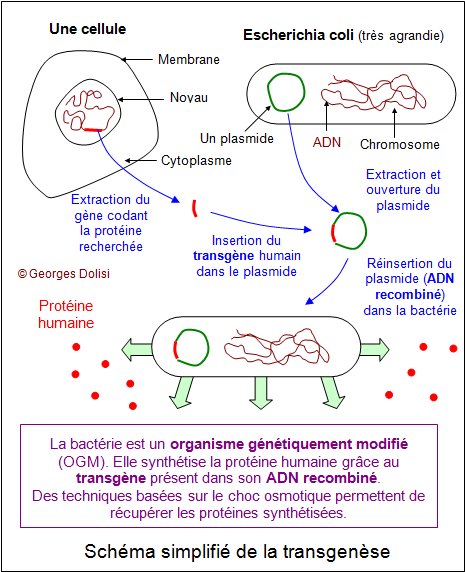 Une cellule
Escherichia coli (très agrandie)
Membrane
Noyau
Cytoplasme
Un plasmide
ADN
Chromosome
Extraction du
gène codant
la protéine
recherchée
Extraction et
ouverture du
plasmide
Insertion du
transgène humain
dans le plasmide
© Georges Dolisi
Réinsertion du
plasmide (ADN
recombiné)
dans la bactérie
Protéine
humaine
La bactérie est un organisme génétiquement modifié
(OGM). Elle synthétise la protéine humaine grâce au
transgène présent dans son ADN recombiné.
Des techniques basées sur le choc osmotique permettent de
récupérer les protéines synthétisées.
Schéma simplifié de la transgenèse